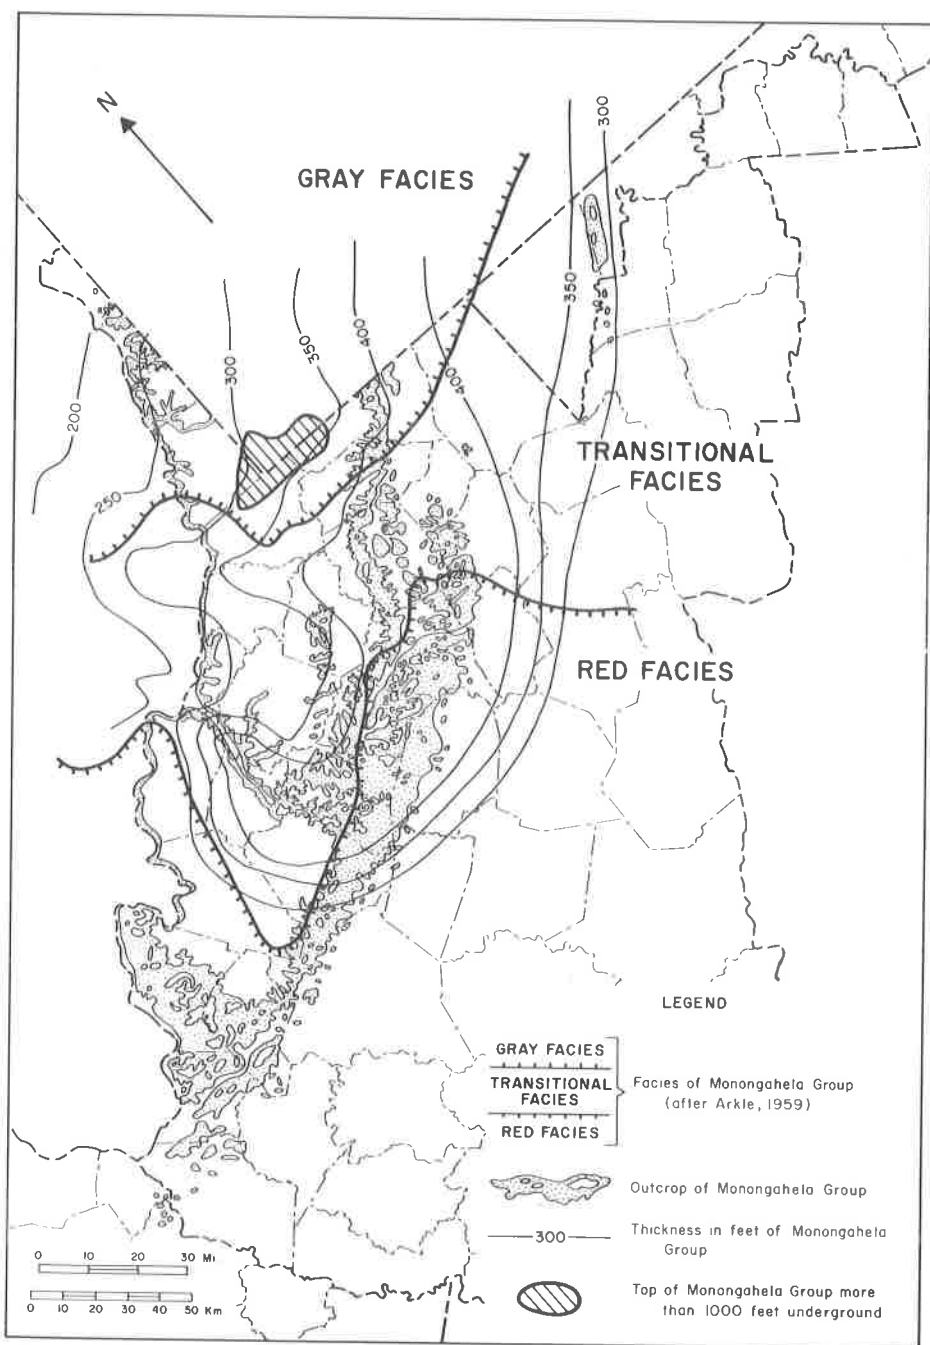 N
GRAY FACIES
300
300
350
400
350
400
200
250
TRANSITIONAL
FACIES
RED FACIES
LEGEND
GRAY FACIES
TRANSITIONAL
FACIES
RED FACIES
Facies of Monongahela Group
(after Arkle, 1959)
Outcrop of Monongahela Group
300
Thickness in feet of Monongahela
Group
Top of Monongahela Group more
than 1000 feet underground
0 10 20 30 MI
0 10 20 30 40 50 Km